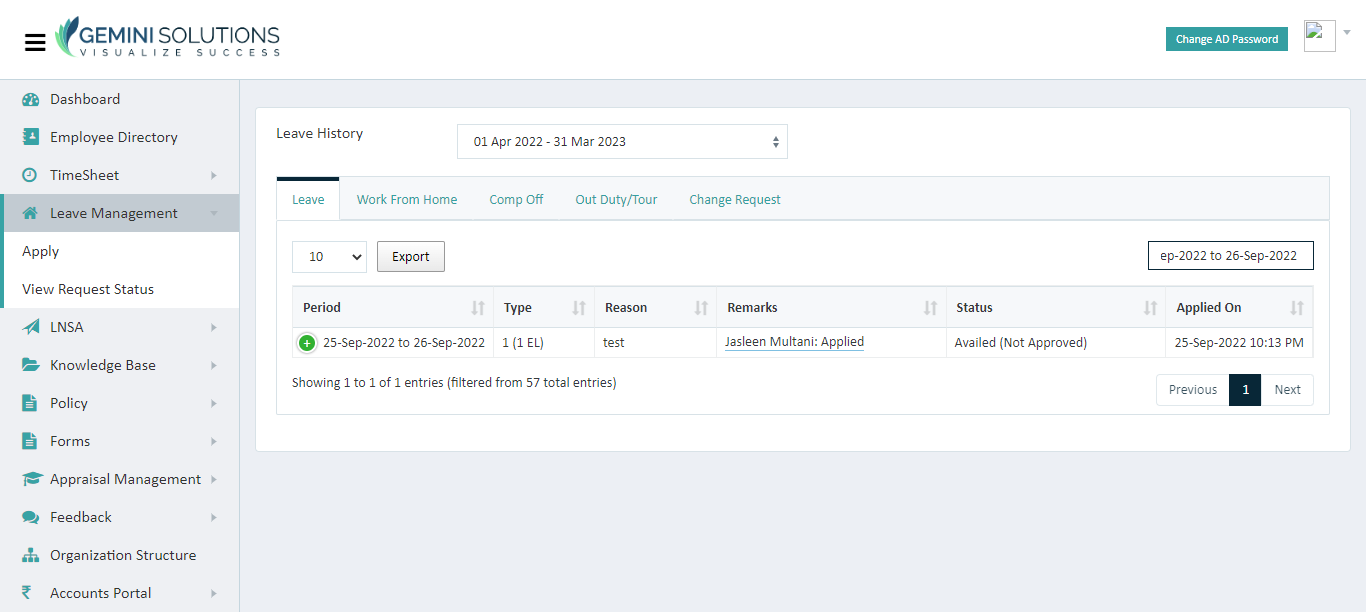 GEMINI SOLUTIONS
VISUALIZE SUCCESS
Change AD Password
Dashboard
Employee Directory
TimeSheet
Leave Management
Apply
View Request Status
LNSA
Knowledge Base
Policy
Forms
Appraisal Management
Feedback
Organization Structure
Accounts Portal
Leave History
01 Apr 2022 - 31 Mar 2023
Leave Work From Home Comp Off Out Duty/Tour Change Request
10 Export ep-2022 to 26-Sep-2022
Period Type Reason Remarks Status Applied On
25-Sep-2022 to 26-Sep-2022 1 (1 EL) test Jasleen Multani: Applied Availed (Not Approved) 25-Sep-2022 10:13 PM
Showing 1 to 1 of 1 entries (filtered from 57 total entries)
Previous 1 Next